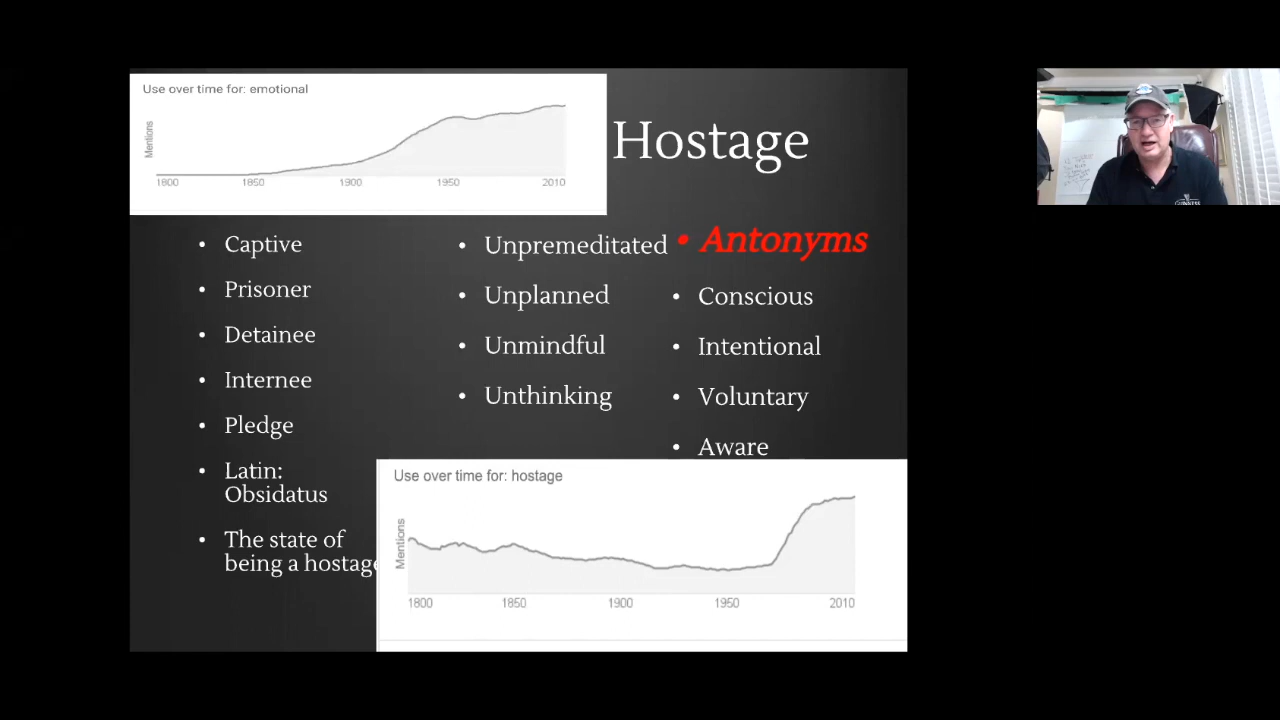 Use over time for: emotional
Mentions
1800 1850 1900 1950 2010
Hostage
• Captive
• Prisoner
• Detainee
• Internee
• Pledge
• Latin:
Obsidatus
• The state of
being a hostage
• Unpremeditated
• Unplanned
• Unmindful
• Unthinking
• Antonyms
• Conscious
• Intentional
• Voluntary
• Aware
Use over time for: hostage
Mentions
1800 1850 1900 1950 2010
GUINNESS